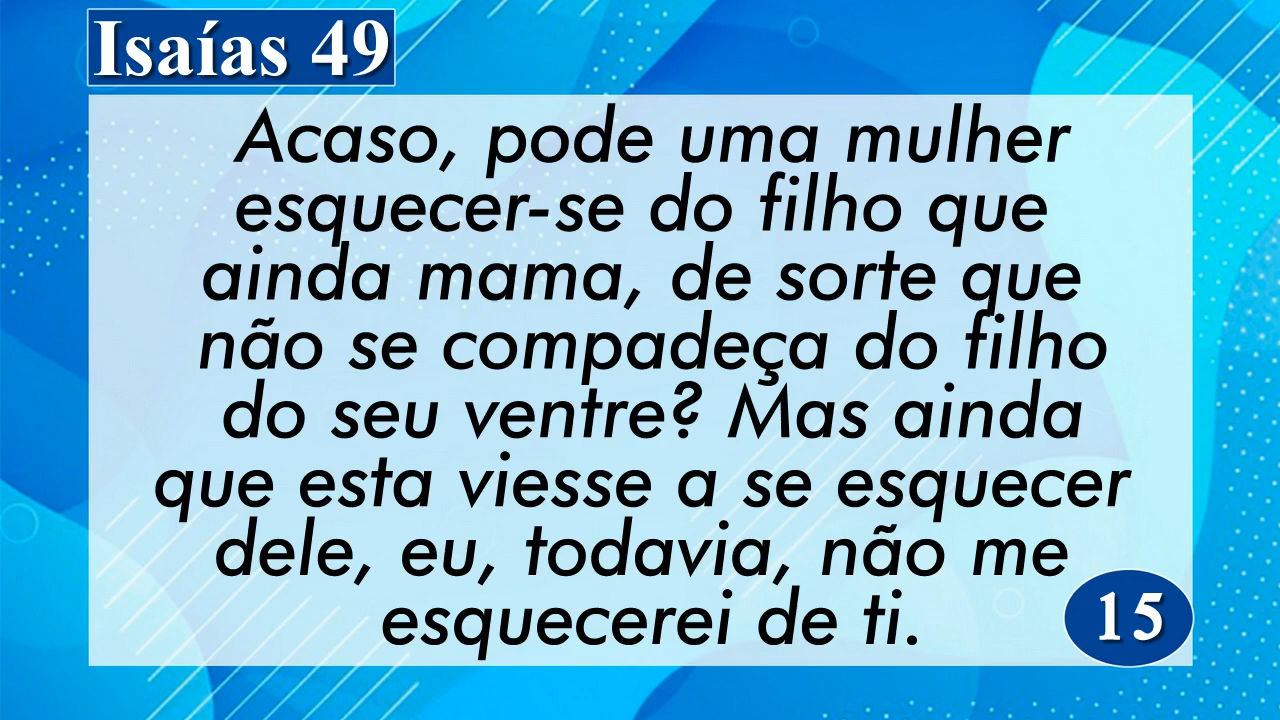 Isaías 49
Acaso, pode uma mulher
esquecer-se do filho que
ainda mama, de sorte que
não se compadeça do filho
do seu ventre? Mas ainda
que esta viesse a se esquecer
dele, eu, todavia, não me
esquecerei de ti.
15